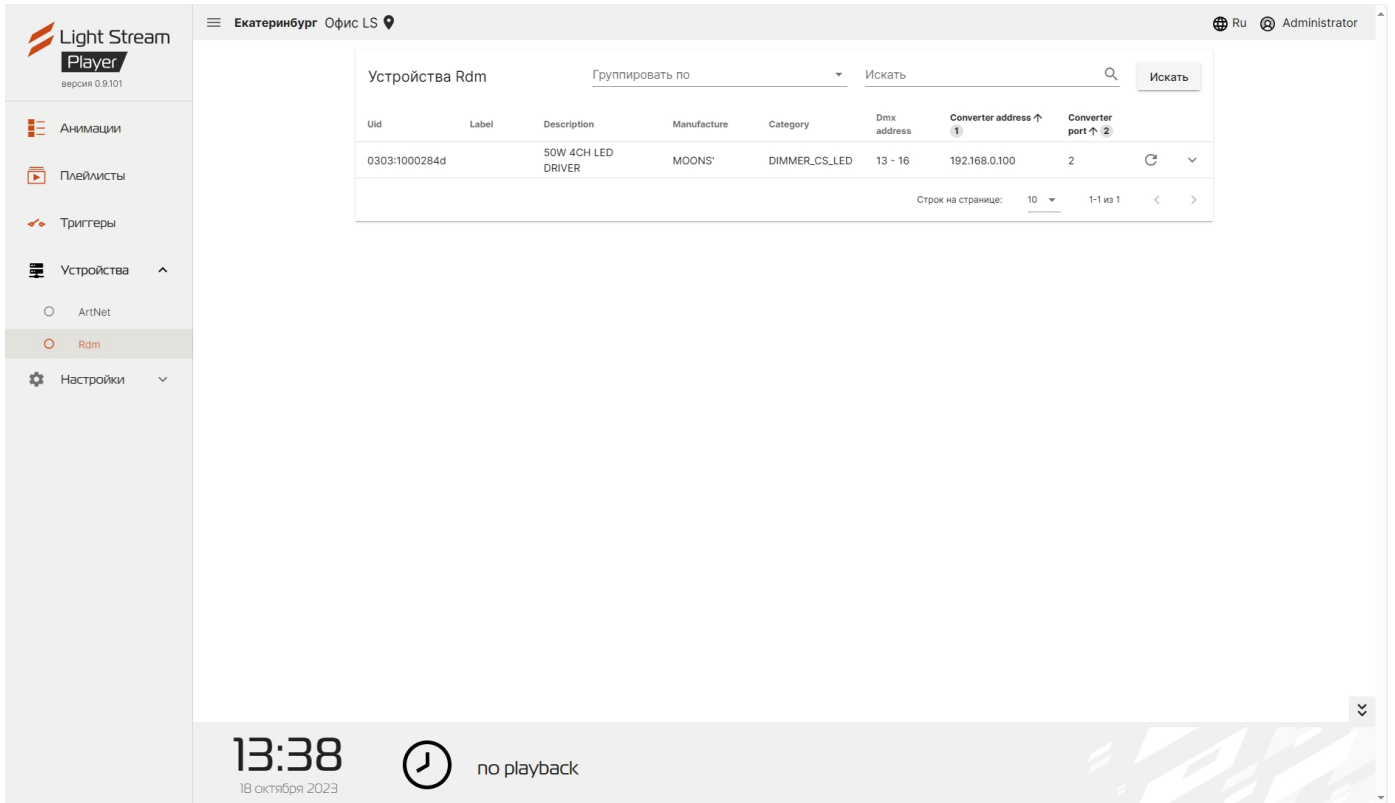 Light Stream
Player
версия 0.9.101
Екатеринбург Офис LS
Ru
Administrator
Анимации
Плейлисты
Триггеры
Устройства
ArtNet
Rdm
Настройки
Устройства Rdm
Группировать по
Искать
Искать
Uid Label Description Manufacture Category Dmx address Converter address ↑ 1 Converter port ↑ 2
0303:1000284d 50W 4CH LED DRIVER MOONS' DIMMER_CS_LED 13 - 16 192.168.0.100 2
Строк на странице: 10 1-1 из 1
13:38
18 октября 2023
no playback